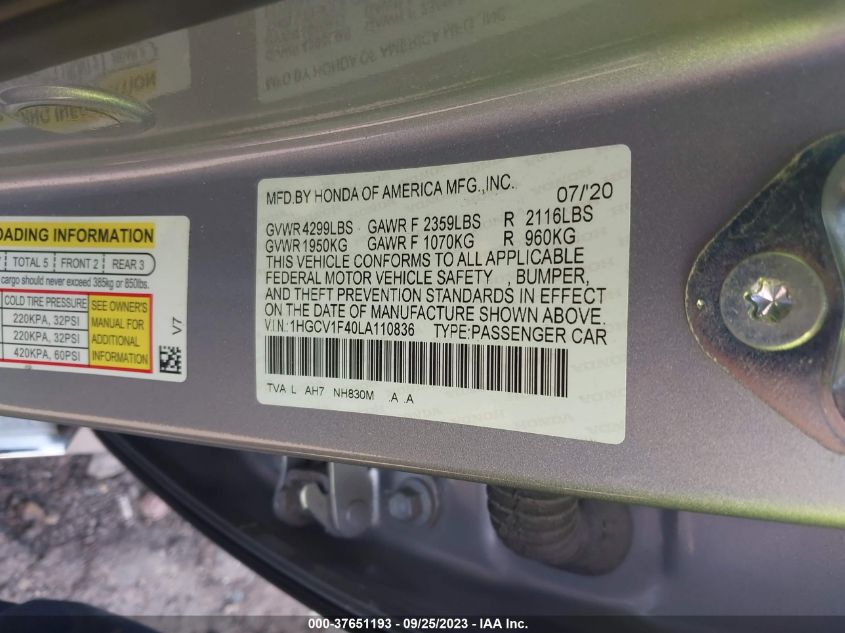 MFD.BY HONDA OF AMERICA MFG.,INC. 07/'20
GVWR 4299LBS GAWR F 2359LBS R 2116LBS
GVWR 1950KG GAWR F 1070KG R 960KG
THIS VEHICLE CONFORMS TO ALL APPLICABLE
FEDERAL MOTOR VEHICLE SAFETY , BUMPER,
AND THEFT PREVENTION STANDARDS IN EFFECT
ON THE DATE OF MANUFACTURE SHOWN ABOVE.
VIN: 1HGCV1F40LA110836 TYPE:PASSENGER CAR
TVA L AH7 NH830M .A .A
LOADING INFORMATION
TOTAL 5 FRONT 2 REAR 3
cargo should never exceed 385kg or 850lbs.
COLD TIRE PRESSURE
220KPA, 32PSI
220KPA, 32PSI
420KPA, 60PSI
SEE OWNER'S
MANUAL FOR
ADDITIONAL
INFORMATION
V7
000-37651193 - 09/25/2023 - IAA Inc.